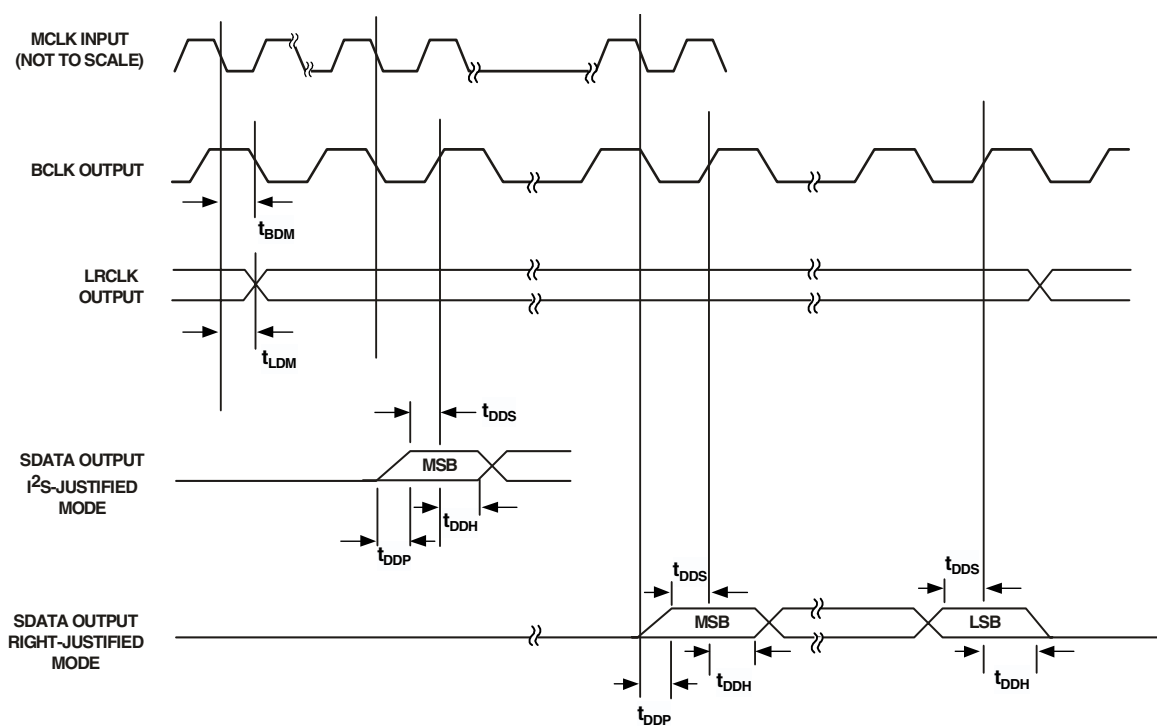 MCLK INPUT
(NOT TO SCALE)
BCLK OUTPUT
tBDM
LRCLK
OUTPUT
tLDM
tDDS
SDATA OUTPUT
I2S-JUSTIFIED
MODE
MSB
tDDH
tDDP
tDDS
tDDS
SDATA OUTPUT
RIGHT-JUSTIFIED
MODE
MSB
LSB
tDDH
tDDH
tDDP